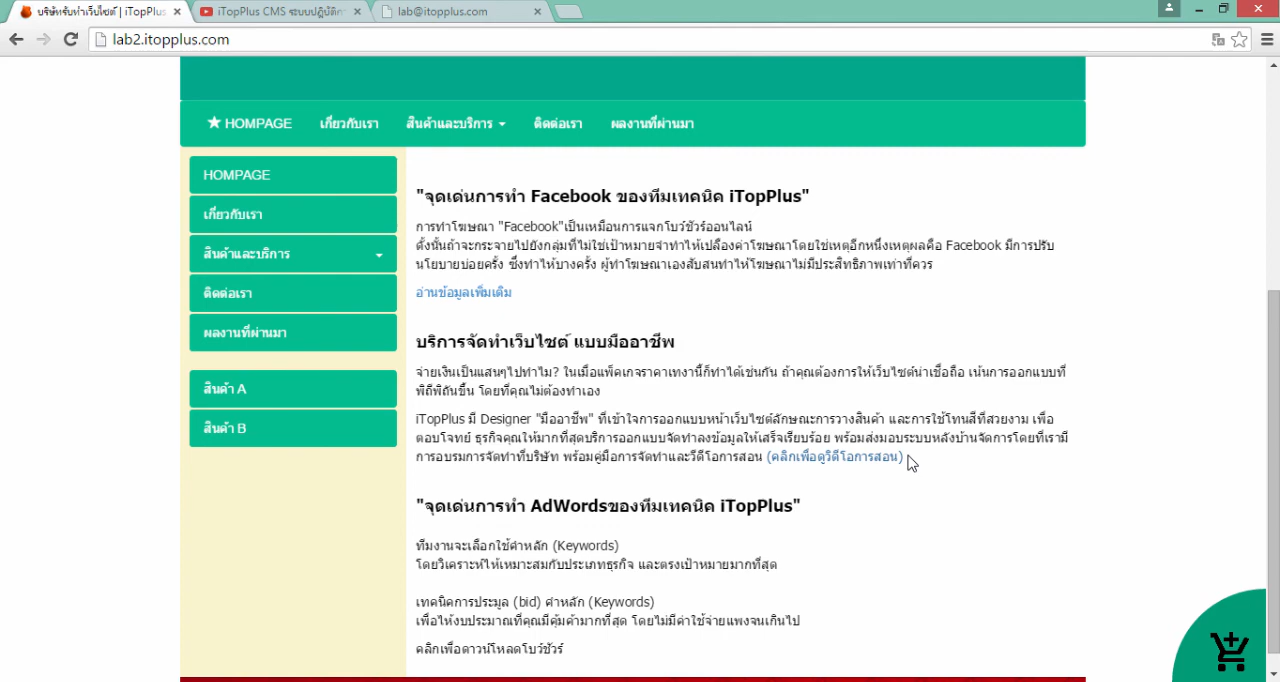 บริษัทรับทำเว็บไซต์ | iTopPlus
iTopPlus CMS ระบบปฏิบัติก
lab@itopplus.com
lab2.itopplus.com
HOMPAGE
เกี่ยวกับเรา
สินค้าและบริการ
ติดต่อเรา
ผลงานที่ผ่านมา
HOMPAGE
เกี่ยวกับเรา
สินค้าและบริการ
ติดต่อเรา
ผลงานที่ผ่านมา
สินค้า A
สินค้า B
"จุดเด่นการทำ Facebook ของทีมเทคนิค iTopPlus"
การทำโฆษณา "Facebook"เป็นเหมือนการแจกโบว์ชัวร์ออนไลน์
ดั้งนั้นถ้าจะกระจายไปยังกลุ่มที่ไม่ใช่เป้าหมายจำทำให้เปลืองค่าโฆษณาโดยใช่เหตุอีกหนึ่งเหตุผลคือ Facebook มีการปรับ
นโยบายบ่อยครั้ง ซึ่งทำให้บางครั้ง ผู้ทำโฆษณาเองสับสนทำให้โฆษณาไม่มีประสิทธิภาพเท่าที่ควร
อ่านข้อมูลเพิ่มเติม
บริการจัดทำเว็บไซต์ แบบมืออาชีพ
จ่ายเงินเป็นแสนๆไปทำไม? ในเมื่อแพ็คเกจราคาเทงานี้ก็ทำได้เช่นกัน ถ้าคุณต้องการให้เว็บไซต์น่าเชื่อถือ เน้นการออกแบบที่
พิถีพิถันขึ้น โดยที่คุณไม่ต้องทำเอง
iTopPlus มี Designer "มืออาชีพ" ที่เข้าใจการออกแบบหน้าเว็บไซต์ลักษณะการวางสินค้า และการใช้โทนสีที่สวยงาม เพื่อ
ตอบโจทย์ ธุรกิจคุณให้มากที่สุดบริการออกแบบจัดทำลงข้อมูลให้เสร็จเรียบร้อย พร้อมส่งมอบระบบหลังบ้านจัดการโดยที่เรามี
การอบรมการจัดทำที่บริษัท พร้อมคู่มือการจัดทำและวีดีโอการสอน (คลิกเพื่อดูวิดีโอการสอน)
"จุดเด่นการทำ AdWordsของทีมเทคนิค iTopPlus"
ทีมงานจะเลือกใช้คำหลัก (Keywords)
โดยวิเคราะห์ให้เหมาะสมกับประเภทธุรกิจ และตรงเป้าหมายมากที่สุด
เทคนิคการประมูล (bid) คำหลัก (Keywords)
เพื่อให้งบประมาณที่คุณมีคุ้มค่ามากที่สุด โดยไม่มีค่าใช้จ่ายแพงจนเกินไป
คลิกเพื่อดาวน์โหลดโบว์ชัวร์